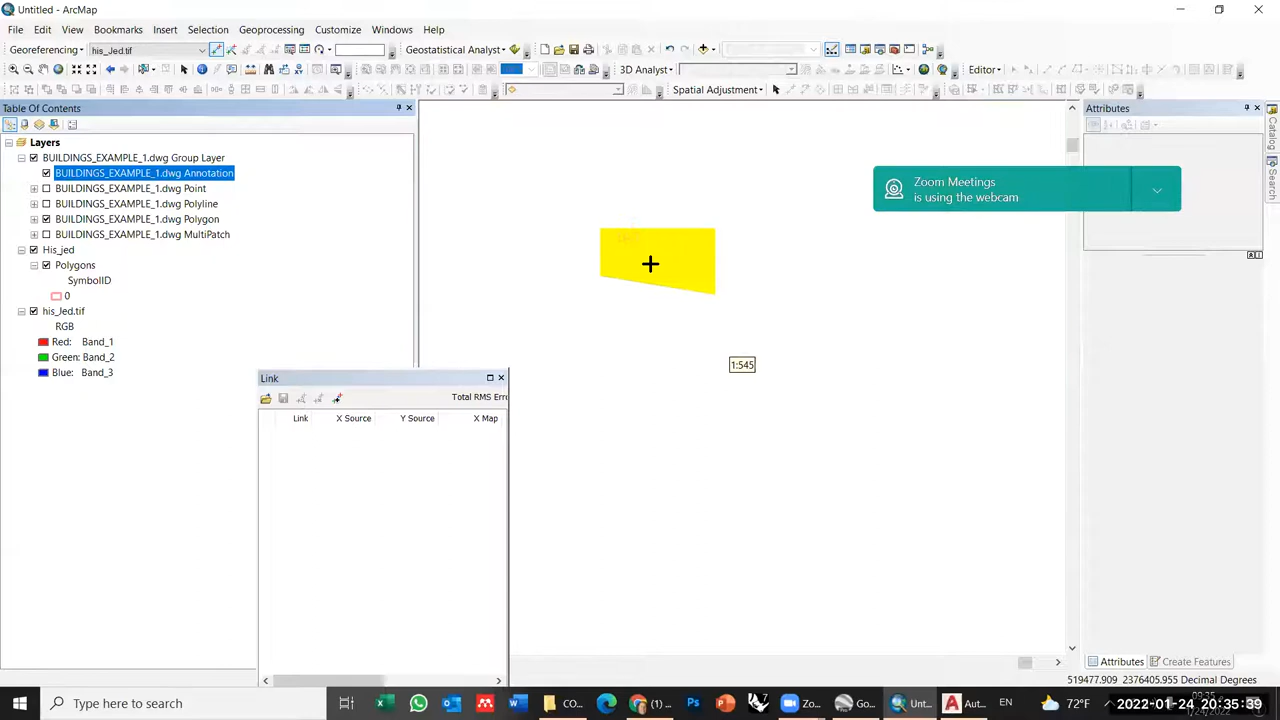 Untitled - ArcMap
File Edit View Bookmarks Insert Selection Geoprocessing Customize Windows Help
Georeferencing his_Jed.tif Geostatistical Analyst
3D Analyst Editor
Spatial Adjustment
Table Of Contents
Attributes
Layers
BUILDINGS_EXAMPLE_1.dwg Group Layer
BUILDINGS_EXAMPLE_1.dwg Annotation
BUILDINGS_EXAMPLE_1.dwg Point
BUILDINGS_EXAMPLE_1.dwg Polyline
BUILDINGS_EXAMPLE_1.dwg Polygon
BUILDINGS_EXAMPLE_1.dwg MultiPatch
His_jed
Polygons
SymbolID
0
his_Jed.tif
RGB
Red: Band_1
Green: Band_2
Blue: Band_3
Zoom Meetings
is using the webcam
Catalog
Search
1:545
Link
Total RMS Erro
Link X Source Y Source X Map
Attributes Create Features
519477.909 2376405.955 Decimal Degrees
Type here to search
CO...
(1) ...
Zo...
Go...
Unt...
Aut...
72°F
EN
2022-01-24 20:35:39